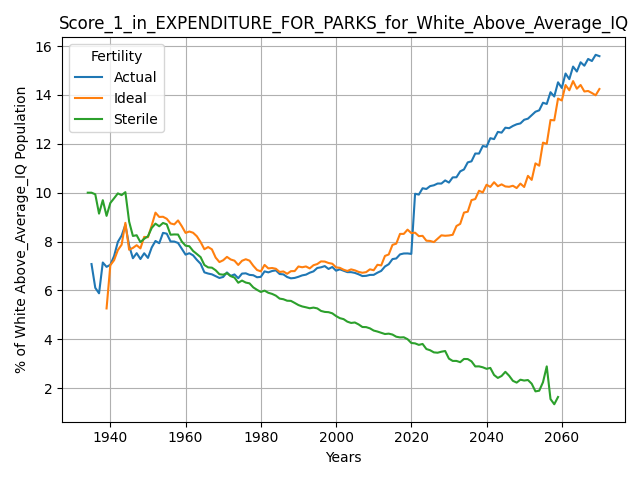 Score_1_in_EXPENDITURE_FOR_PARKS_for_White_Above_Average_IQ
Fertility
Actual
Ideal
Sterile
% of White Above_Average_IQ Population
16
14
12
10
8
6
4
2
1940 1960 1980 2000 2020 2040 2060
Years